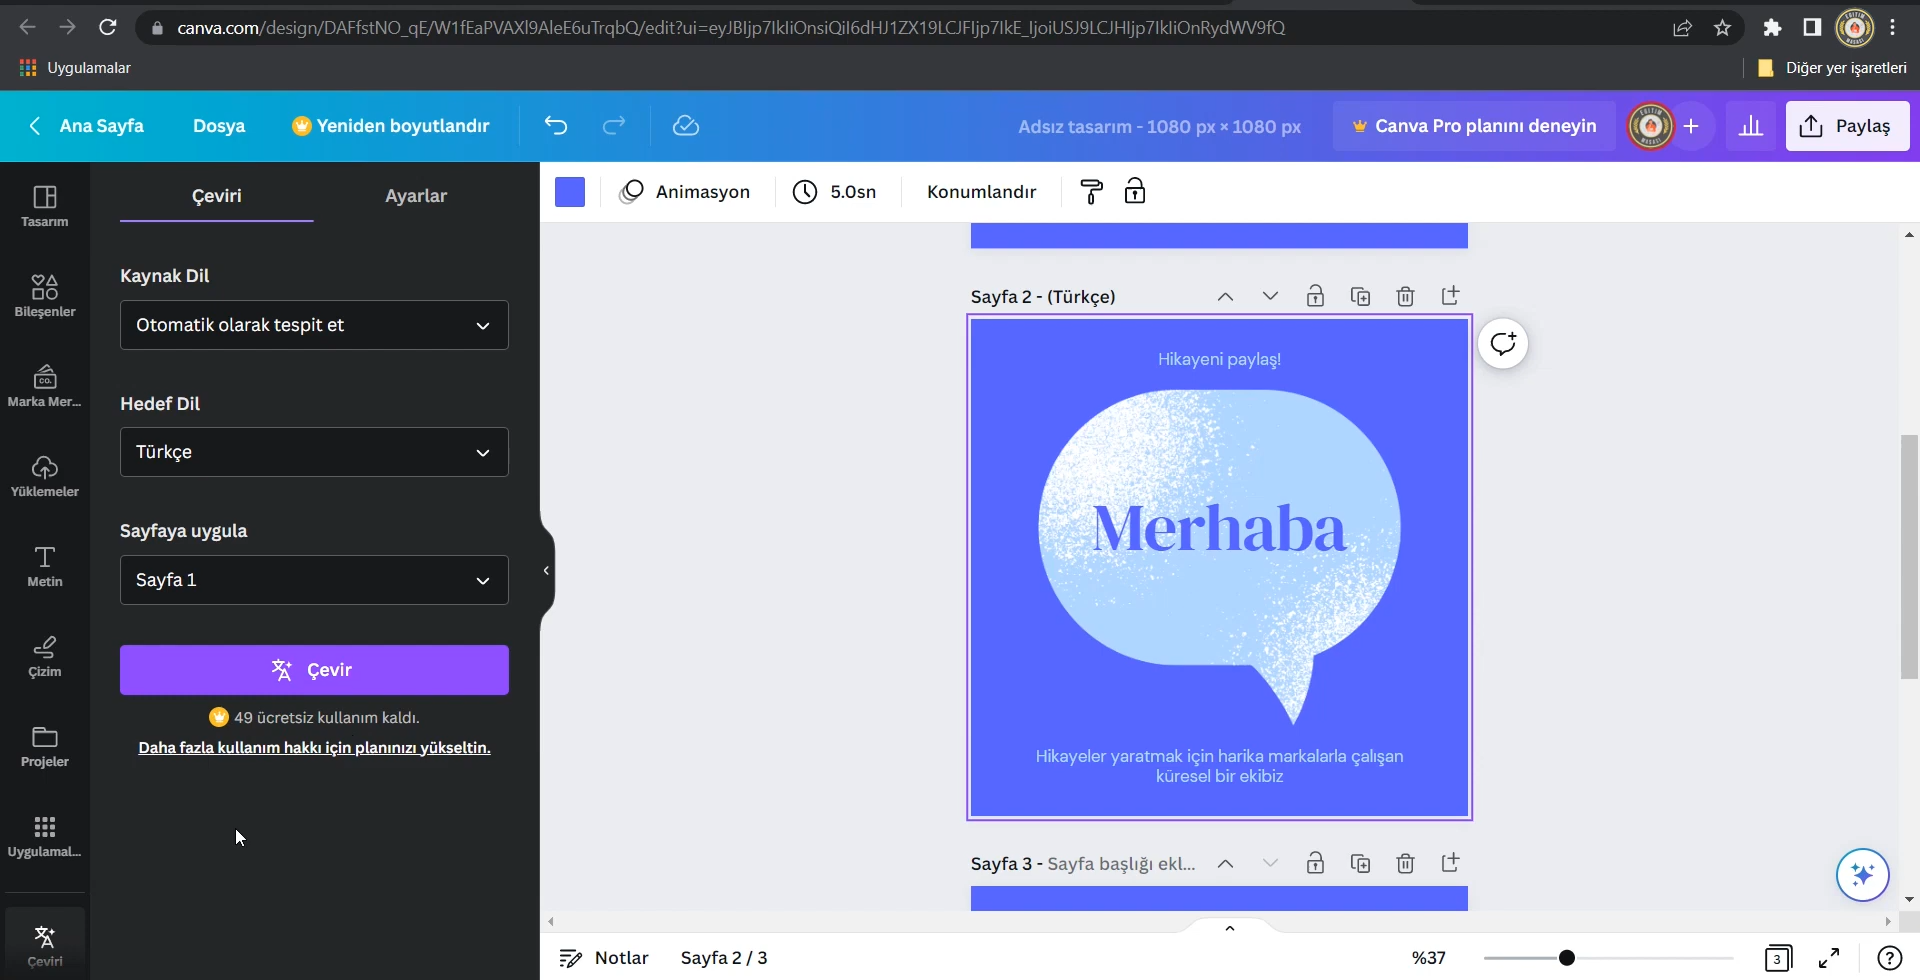 canva.com/design/DAFfstNO_qE/W1fEaPVAXl9AleE6uTrqbQ/edit?ui=eyJBIjp7IkIiOnsiQiI6dHJ1ZX19LCJFIjp7IkE_IjoiUSJ9LCJHIjp7IkIiOnRydWV9fQ
Uygulamalar
Diğer yer işaretleri
Ana Sayfa
Dosya
Yeniden boyutlandır
Adsız tasarım - 1080 px × 1080 px
Canva Pro planını deneyin
Paylaş
Tasarım
Bileşenler
Marka Mer...
Yüklemeler
Metin
Çizim
Projeler
Uygulamal...
Çeviri
Çeviri
Ayarlar
Kaynak Dil
Otomatik olarak tespit et
Hedef Dil
Türkçe
Sayfaya uygula
Sayfa 1
Çevir
49 ücretsiz kullanım kaldı.
Daha fazla kullanım hakkı için planınızı yükseltin.
Animasyon
5.0sn
Konumlandır
Sayfa 2 - (Türkçe)
Hikayeni paylaş!
Merhaba
Hikayeler yaratmak için harika markalarla çalışan
küresel bir ekibiz
Sayfa 3 - Sayfa başlığı ekl...
Notlar
Sayfa 2 / 3
%37
3